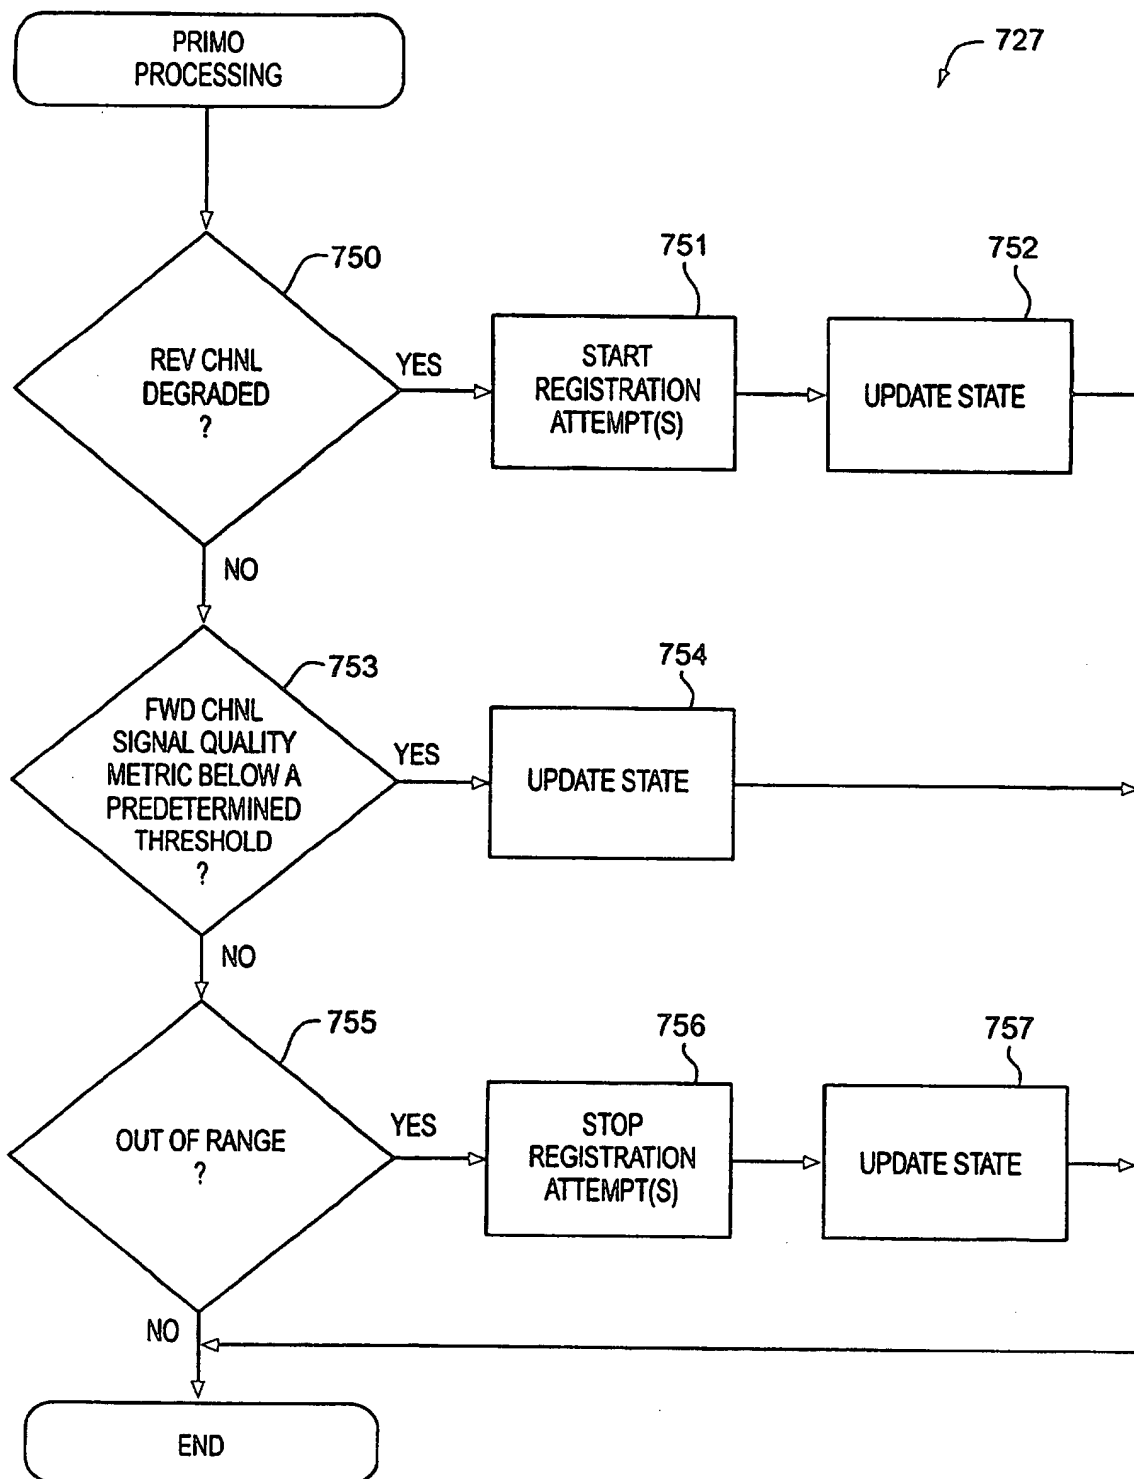 PRIMO
PROCESSING
727
750
REV CHNL
DEGRADED
?
YES
751
START
REGISTRATION
ATTEMPT(S)
752
UPDATE STATE
NO
753
FWD CHNL
SIGNAL QUALITY
METRIC BELOW A
PREDETERMINED
THRESHOLD
?
YES
754
UPDATE STATE
NO
755
OUT OF RANGE
?
YES
756
STOP
REGISTRATION
ATTEMPT(S)
757
UPDATE STATE
NO
END